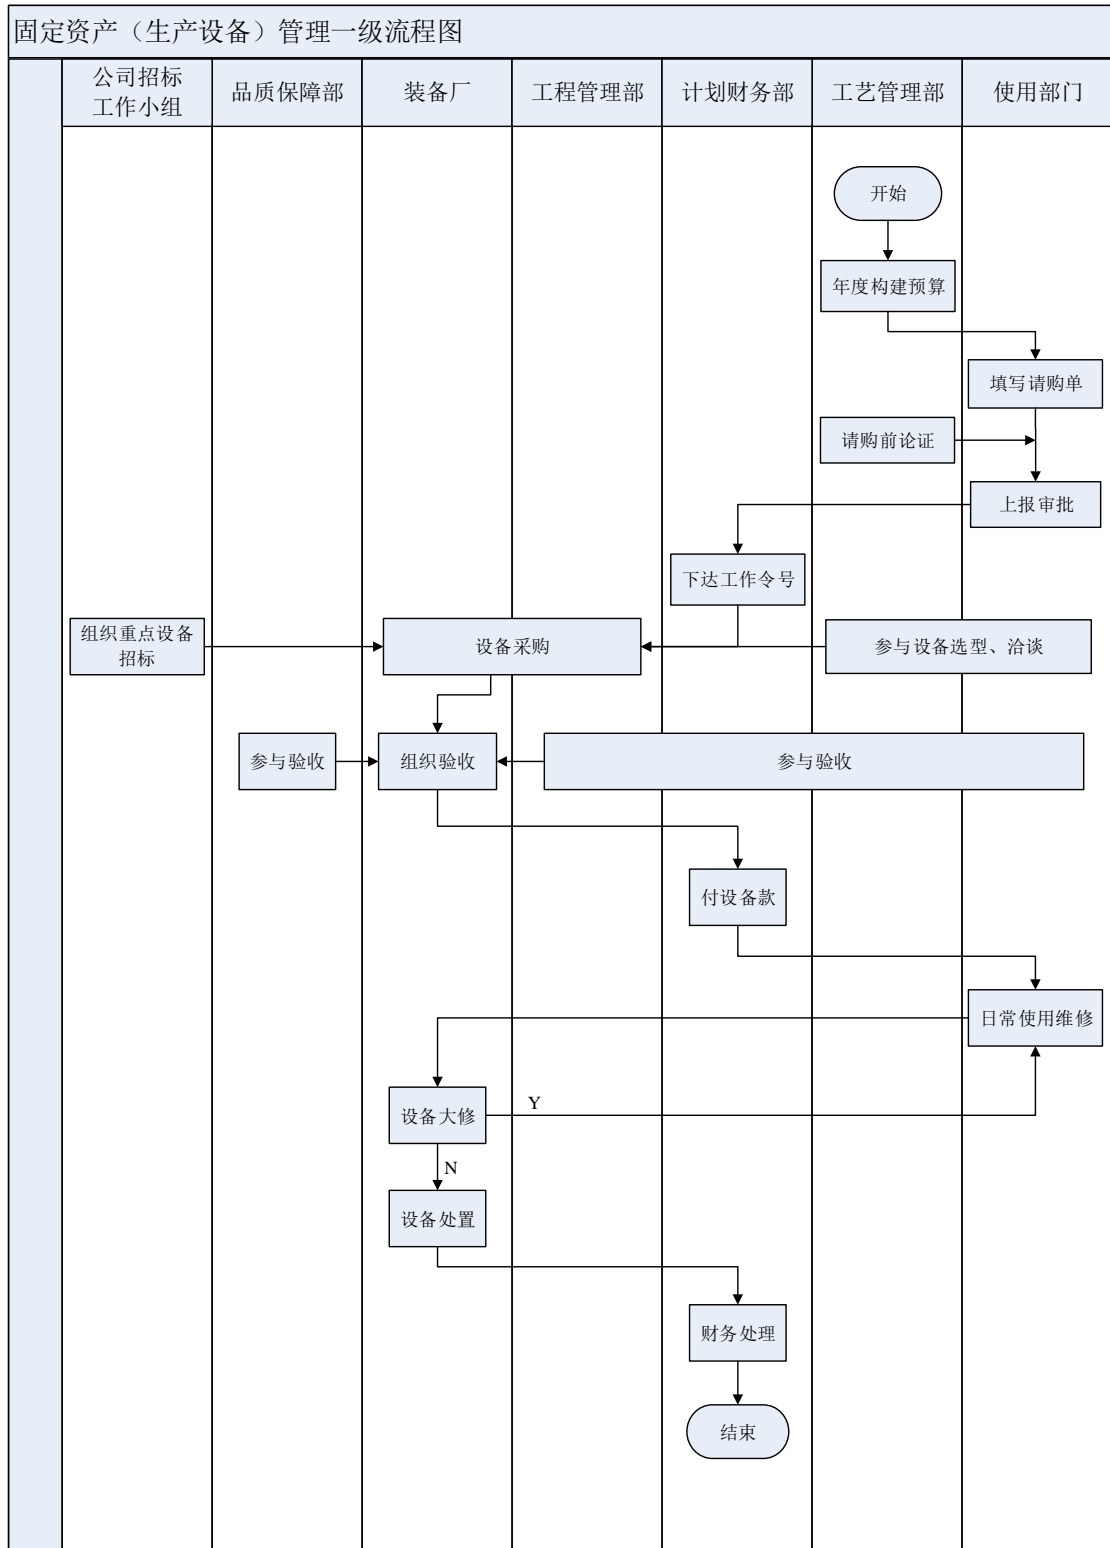 固定资产（生产设备）管理一级流程图
公司招标
工作小组
品质保障部
装备厂
工程管理部
计划财务部
工艺管理部
使用部门
开始
年度构建预算
填写请购单
请购前论证
上报审批
下达工作令号
组织重点设备
招标
设备采购
参与设备选型、洽谈
参与验收
组织验收
参与验收
付设备款
日常使用维修
设备大修
Y
N
设备处置
财务处理
结束